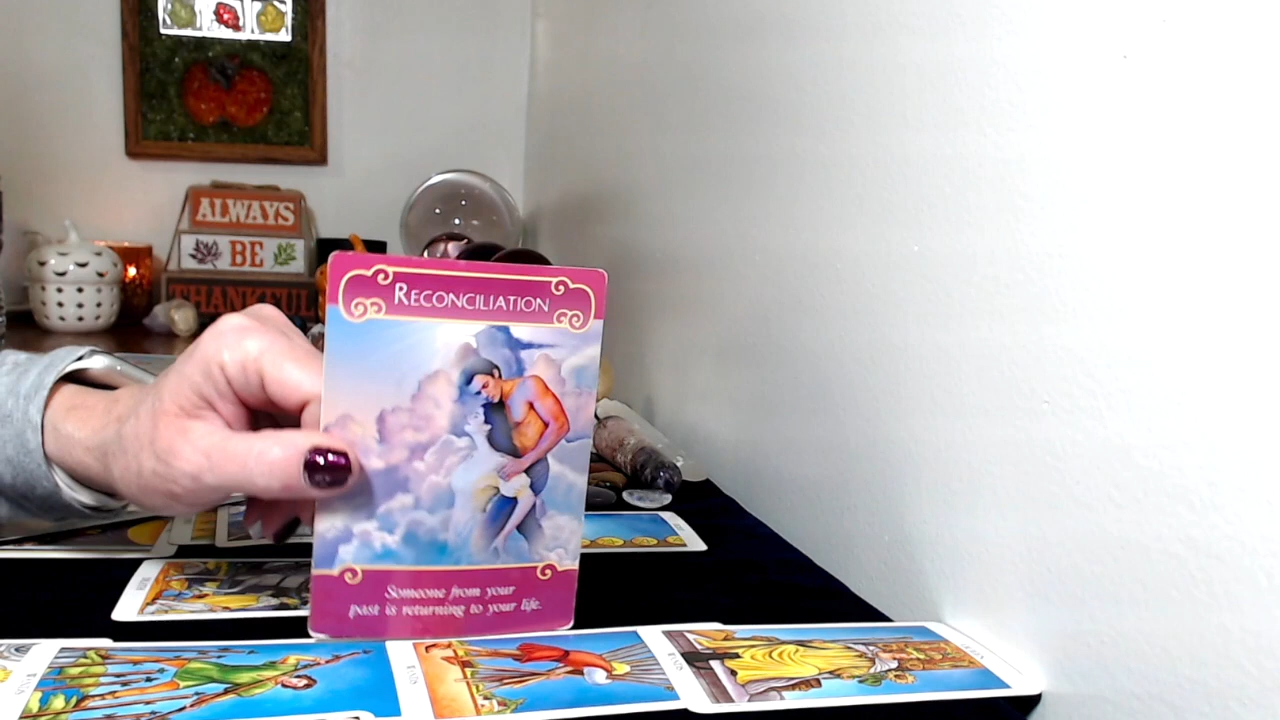 ALWAYS
BE
THANKFUL
RECONCILIATION
Someone from your
past is returning to your life.